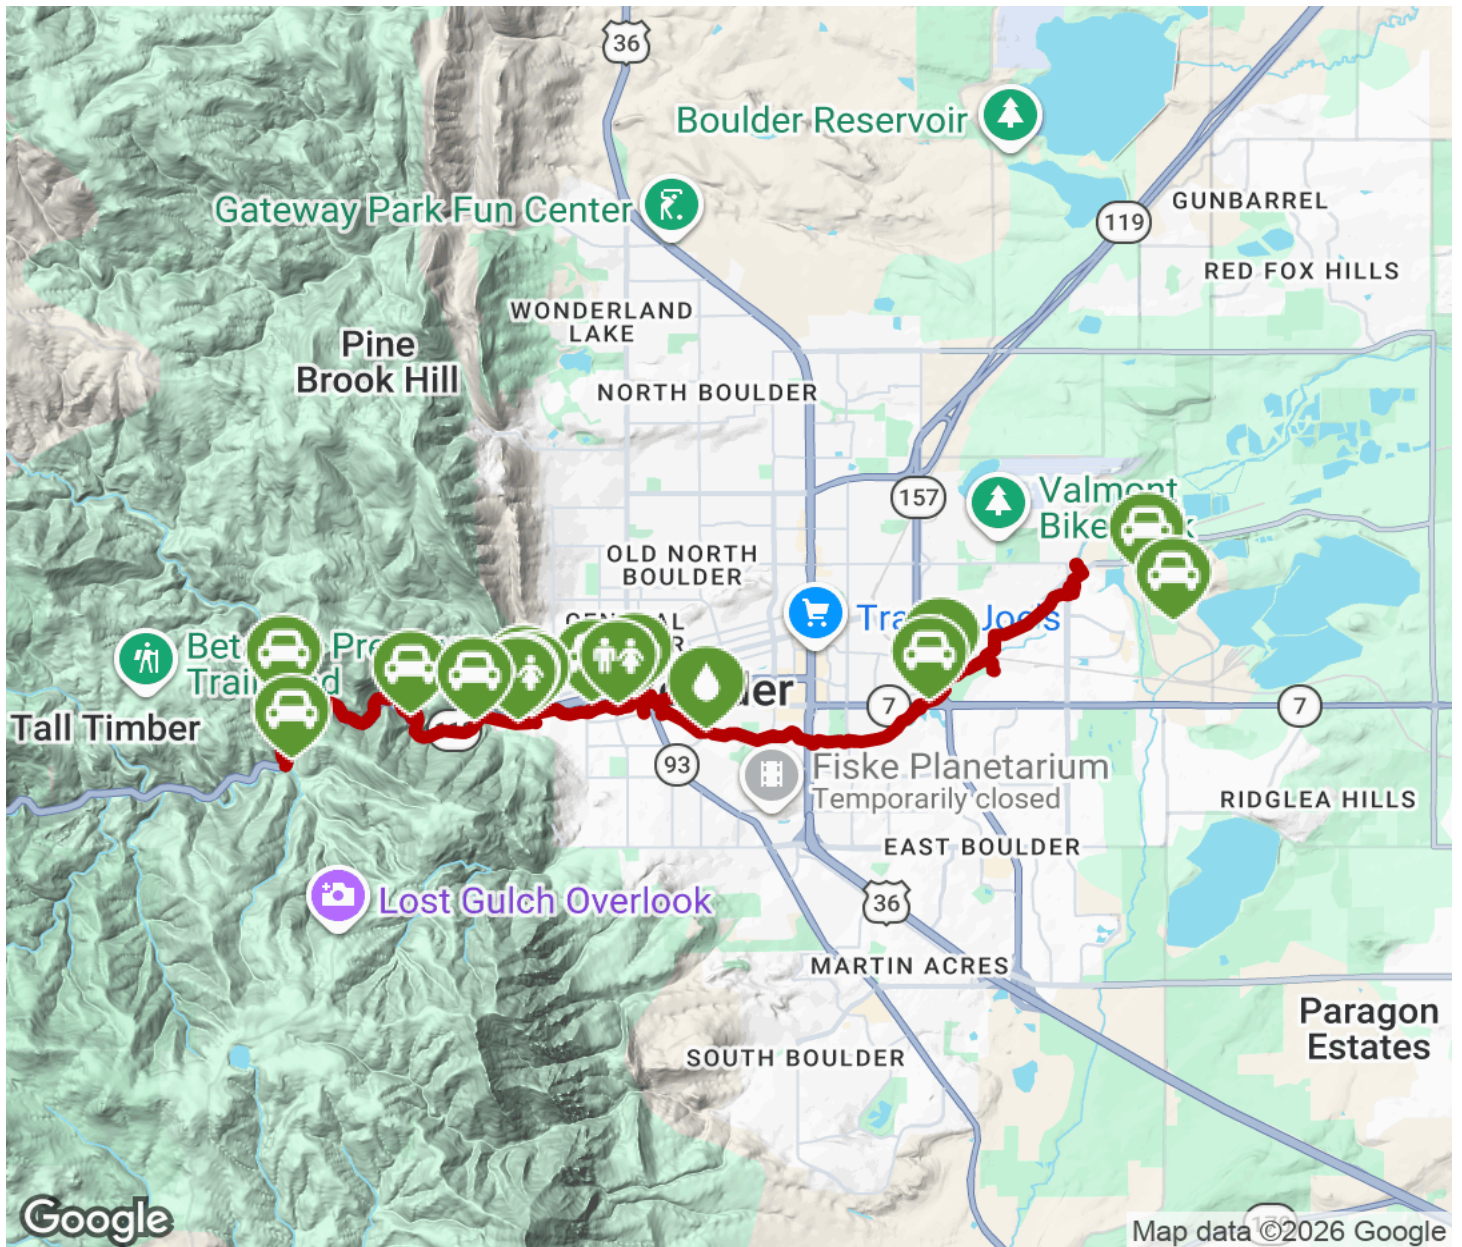 36
Boulder Reservoir
Gateway Park Fun Center
119
GUNBARREL
RED FOX HILLS
WONDERLAND
LAKE
Pine
Brook Hill
NORTH BOULDER
157
Valmont
Bike
OLD NORTH
BOULDER
7
7
Tall Timber
93
Fiske Planetarium
Temporarily closed
RIDGLEA HILLS
EAST BOULDER
Lost Gulch Overlook
36
MARTIN ACRES
Paragon
Estates
SOUTH BOULDER
Google
Map data ©2026 Google